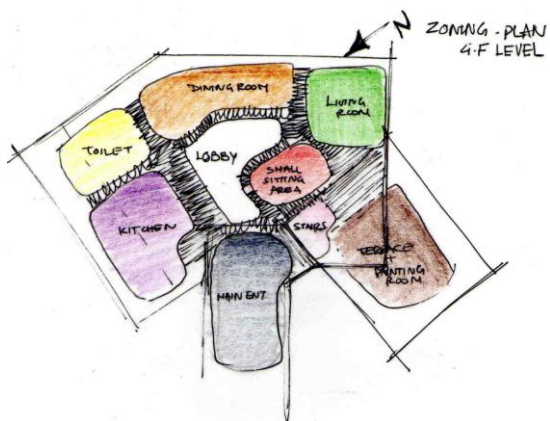 N
ZONING - PLAN
G.F LEVEL
DINING ROOM
LIVING
ROOM
TOILET
LOBBY
SMALL
SITTING
AREA
KITCHEN
STAIRS
TERRACE
+
PAINTING
ROOM
MAIN ENT.